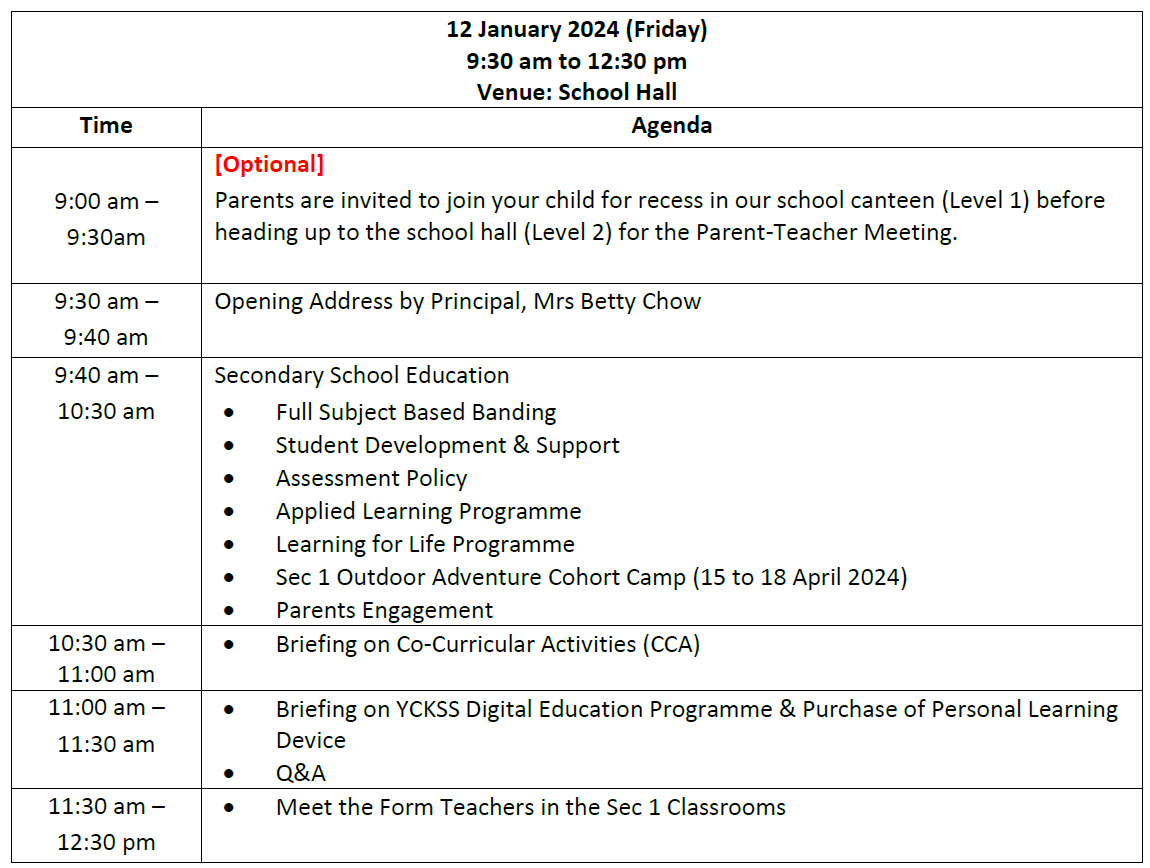 12 January 2024 (Friday)
9:30 am to 12:30 pm
Venue: School Hall
Time Agenda
9:00 am –
9:30am
[Optional]
Parents are invited to join your child for recess in our school canteen (Level 1) before
heading up to the school hall (Level 2) for the Parent-Teacher Meeting.
9:30 am –
9:40 am
Opening Address by Principal, Mrs Betty Chow
9:40 am –
10:30 am
Secondary School Education
• Full Subject Based Banding
• Student Development & Support
• Assessment Policy
• Applied Learning Programme
• Learning for Life Programme
• Sec 1 Outdoor Adventure Cohort Camp (15 to 18 April 2024)
• Parents Engagement
10:30 am –
11:00 am
• Briefing on Co-Curricular Activities (CCA)
11:00 am –
11:30 am
• Briefing on YCKSS Digital Education Programme & Purchase of Personal Learning
Device
• Q&A
11:30 am –
12:30 pm
• Meet the Form Teachers in the Sec 1 Classrooms